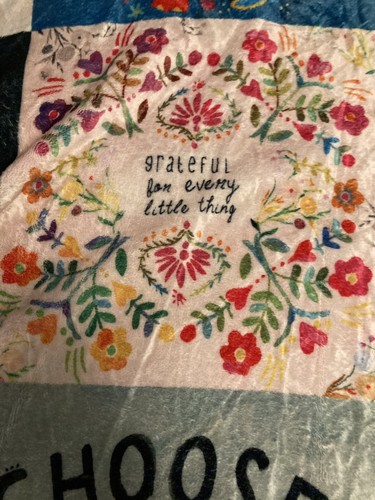 grateful
for every
little thing
CHOOSE